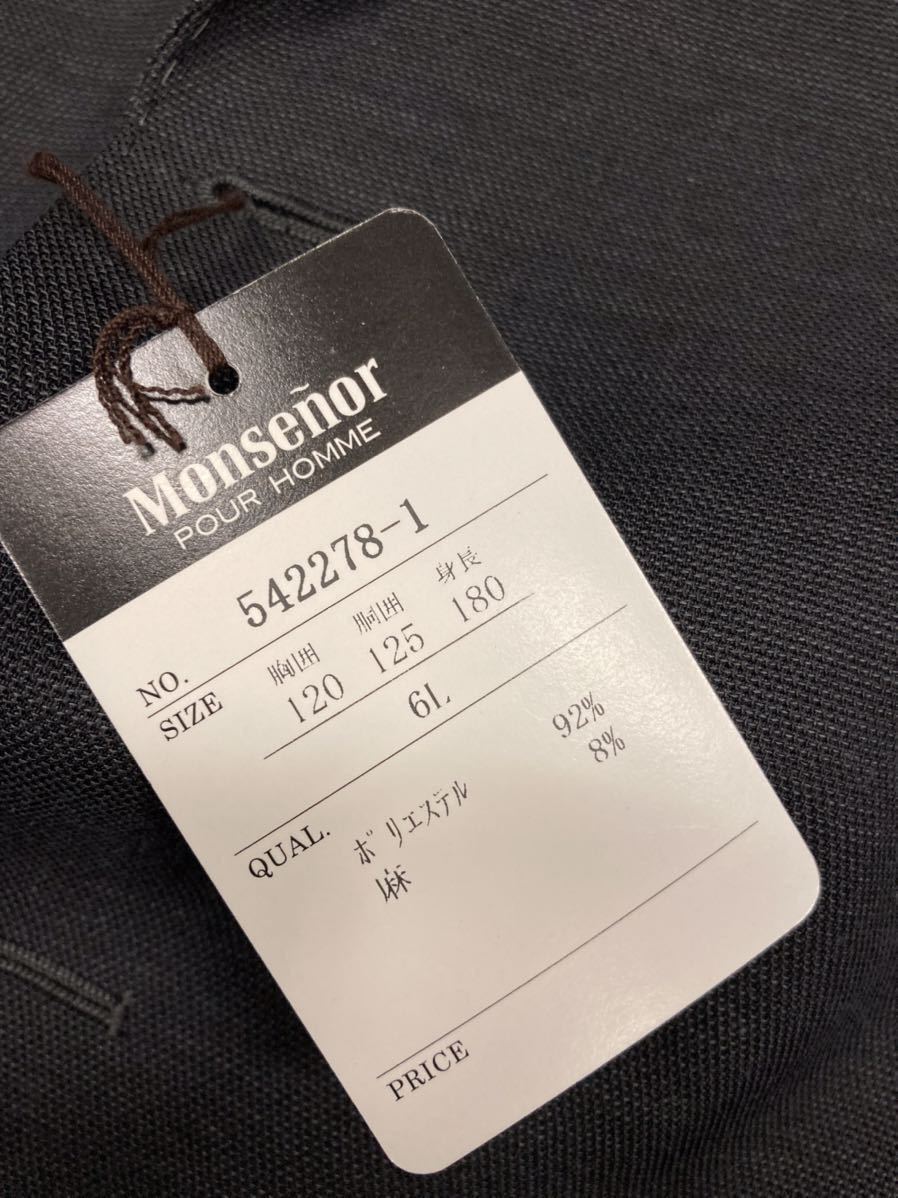 Monseñor
POUR HOMME
NO. 542278-1
SIZE 胸囲 胴囲 身長
120 125 180
6L
QUAL. ポリエステル 92%
麻 8%
PRICE